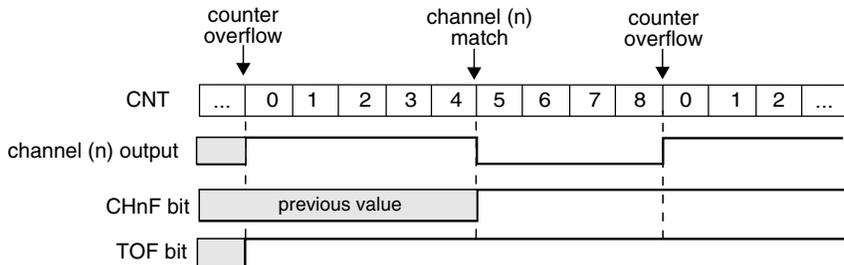 counter
overflow
channel (n)
match
counter
overflow
CNT ... 0 1 2 3 4 5 6 7 8 0 1 2 ...
channel (n) output
CHnF bit previous value
TOF bit